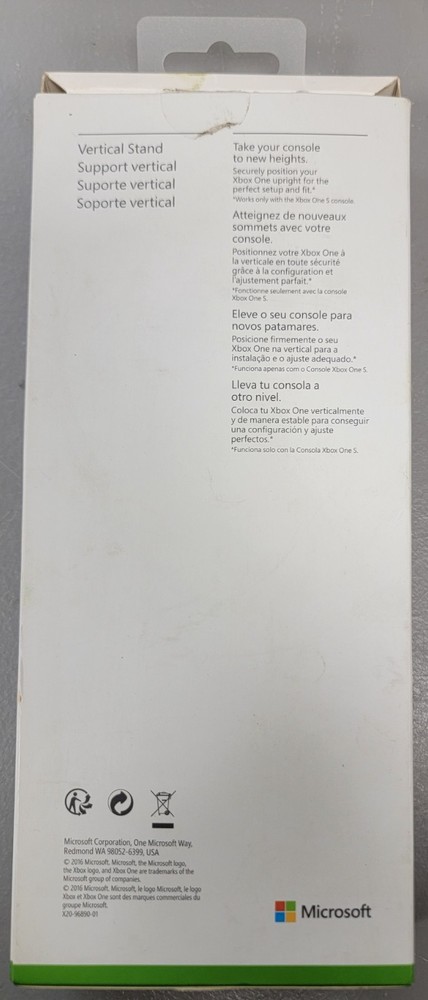 Vertical Stand
Support vertical
Suporte vertical
Soporte vertical
Take your console
to new heights.
Securely position your
Xbox One upright for the
perfect setup and fit.*
*Works only with the Xbox One S console.
Atteignez de nouveaux
sommets avec votre
console.
Positionnez votre Xbox One à
la verticale en toute sécurité
grâce à la configuration et
l'ajustement parfait.*
*Fonctionne seulement avec la console
Xbox One S.
Eleve o seu console para
novos patamares.
Posicione firmemente o seu
Xbox One na vertical para a
instalação e o ajuste adequado.*
*Funciona apenas com o Console Xbox One S.
Lleva tu consola a
otro nivel.
Coloca tu Xbox One verticalmente
y de manera estable para conseguir
una configuración y ajuste
perfectos.*
*Funciona solo con la Consola Xbox One S.
Microsoft Corporation, One Microsoft Way,
Redmond WA 98052-6399, USA
© 2016 Microsoft. Microsoft, the Microsoft logo,
the Xbox logo, and Xbox One are trademarks of the
Microsoft group of companies.
© 2016 Microsoft. Microsoft, le logo Microsoft, le logo
Xbox et Xbox One sont des marques commerciales du
groupe Microsoft.
X20-96890-01
Microsoft